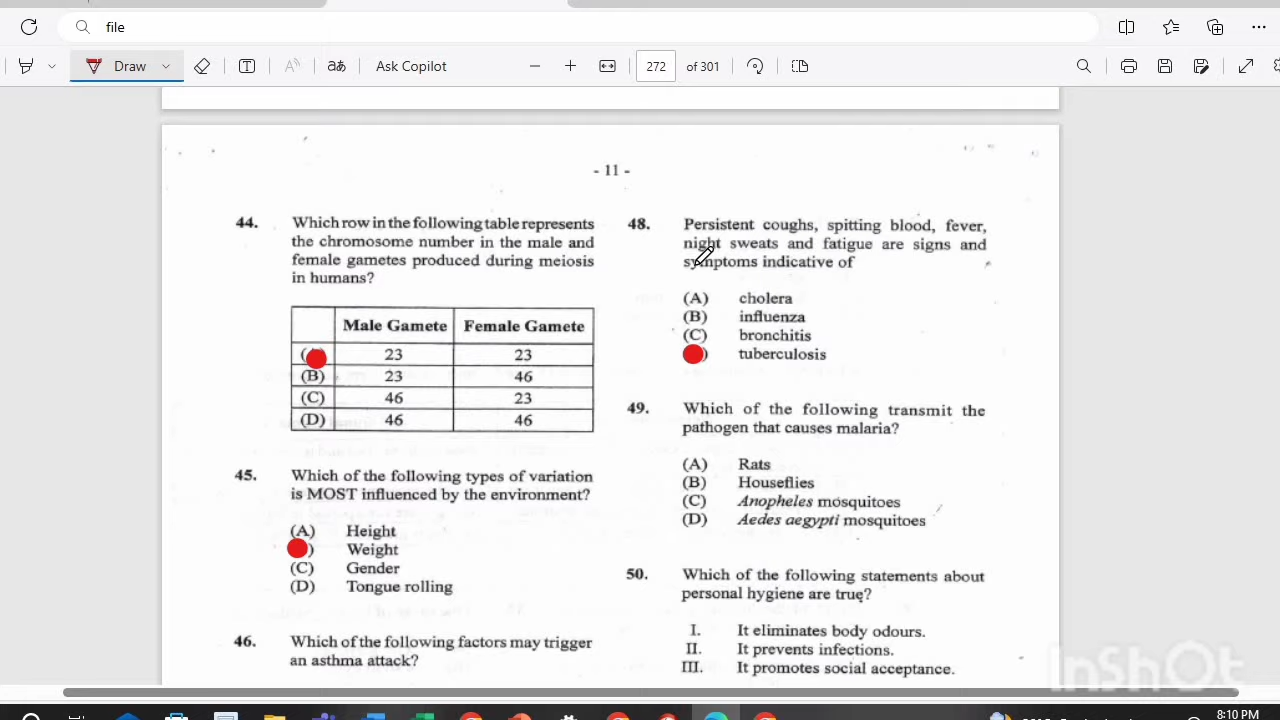 file
Draw
aあ
Ask Copilot
272 of 301
- 11 -
44. Which row in the following table represents
the chromosome number in the male and
female gametes produced during meiosis
in humans?
Male Gamete Female Gamete
23 23
(B) 23 46
(C) 46 23
(D) 46 46
45. Which of the following types of variation
is MOST influenced by the environment?
(A) Height
Weight
(C) Gender
(D) Tongue rolling
46. Which of the following factors may trigger
an asthma attack?
48. Persistent coughs, spitting blood, fever,
night sweats and fatigue are signs and
symptoms indicative of
(A) cholera
(B) influenza
(C) bronchitis
tuberculosis
49. Which of the following transmit the
pathogen that causes malaria?
(A) Rats
(B) Houseflies
(C) Anopheles mosquitoes
(D) Aedes aegypti mosquitoes
50. Which of the following statements about
personal hygiene are true?
I. It eliminates body odours.
II. It prevents infections.
III. It promotes social acceptance.
InShOt
8:10 PM